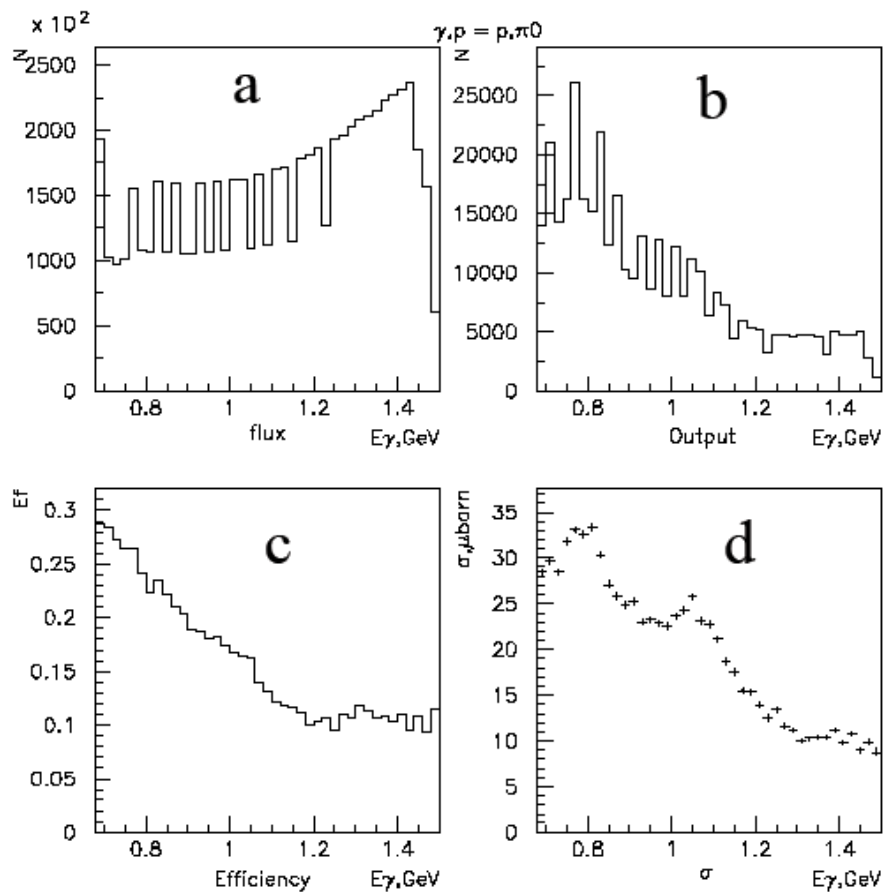 × 10²
γ,p = p,π0
N
2500
2000
1500
1000
500
0
a
0.8
1
1.2
1.4
flux
Eγ,GeV
N
25000
20000
15000
10000
5000
0
b
0.8
1
1.2
1.4
Output
Eγ,GeV
Ef
0.3
0.25
0.2
0.15
0.1
0.05
0
c
0.8
1
1.2
1.4
Efficiency
Eγ,GeV
σ,μbarn
35
30
25
20
15
10
5
0
d
0.8
1
1.2
1.4
σ
Eγ,GeV